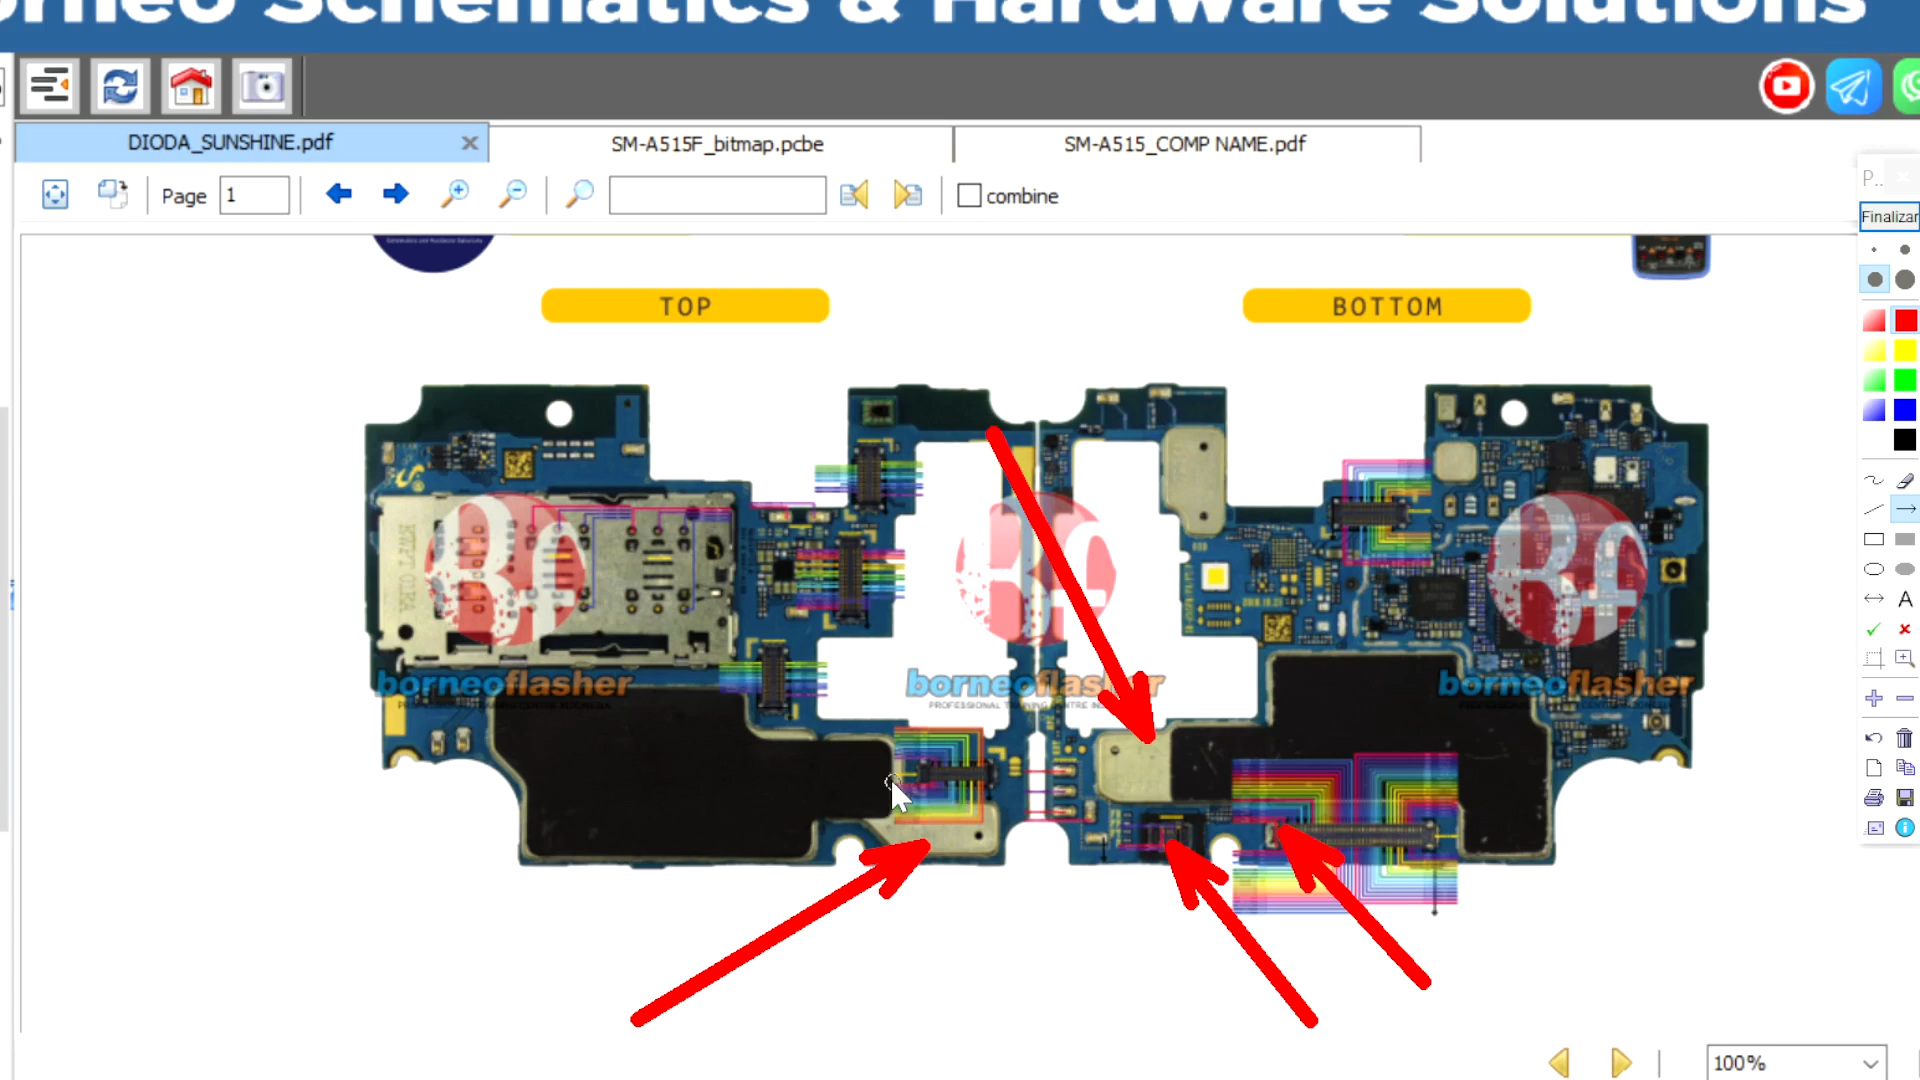 orneo Schematics & Hardware Solutions
DIODA_SUNSHINE.pdf
SM-A515F_bitmap.pcbe
SM-A515_COMP NAME.pdf
Page 1
combine
P..
Finalizar
TOP
BOTTOM
borneoflasher
borneoflasher
borneoflasher
A
100%